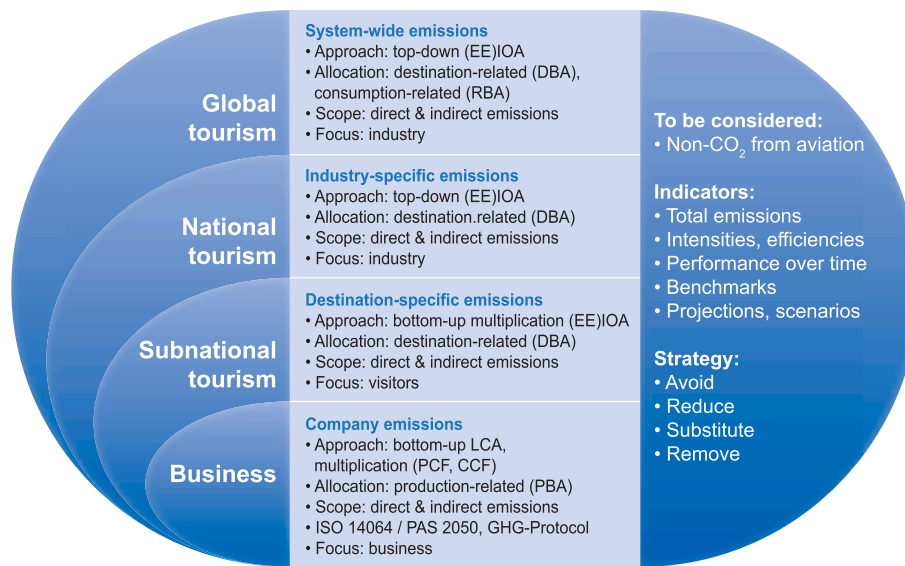 Global
tourism
System-wide emissions
• Approach: top-down (EE)IOA
• Allocation: destination-related (DBA),
consumption-related (RBA)
• Scope: direct & indirect emissions
• Focus: industry
National
tourism
Industry-specific emissions
• Approach: top-down (EE)IOA
• Allocation: destination.related (DBA)
• Scope: direct & indirect emissions
• Focus: industry
Subnational
tourism
Destination-specific emissions
• Approach: bottom-up multiplication (EE)IOA
• Allocation: destination-related (DBA)
• Scope: direct & indirect emissions
• Focus: visitors
Business
Company emissions
• Approach: bottom-up LCA,
multiplication (PCF, CCF)
• Allocation: production-related (PBA)
• Scope: direct & indirect emissions
• ISO 14064 / PAS 2050, GHG-Protocol
• Focus: business
To be considered:
• Non-CO₂ from aviation
Indicators:
• Total emissions
• Intensities, efficiencies
• Performance over time
• Benchmarks
• Projections, scenarios
Strategy:
• Avoid
• Reduce
• Substitute
• Remove